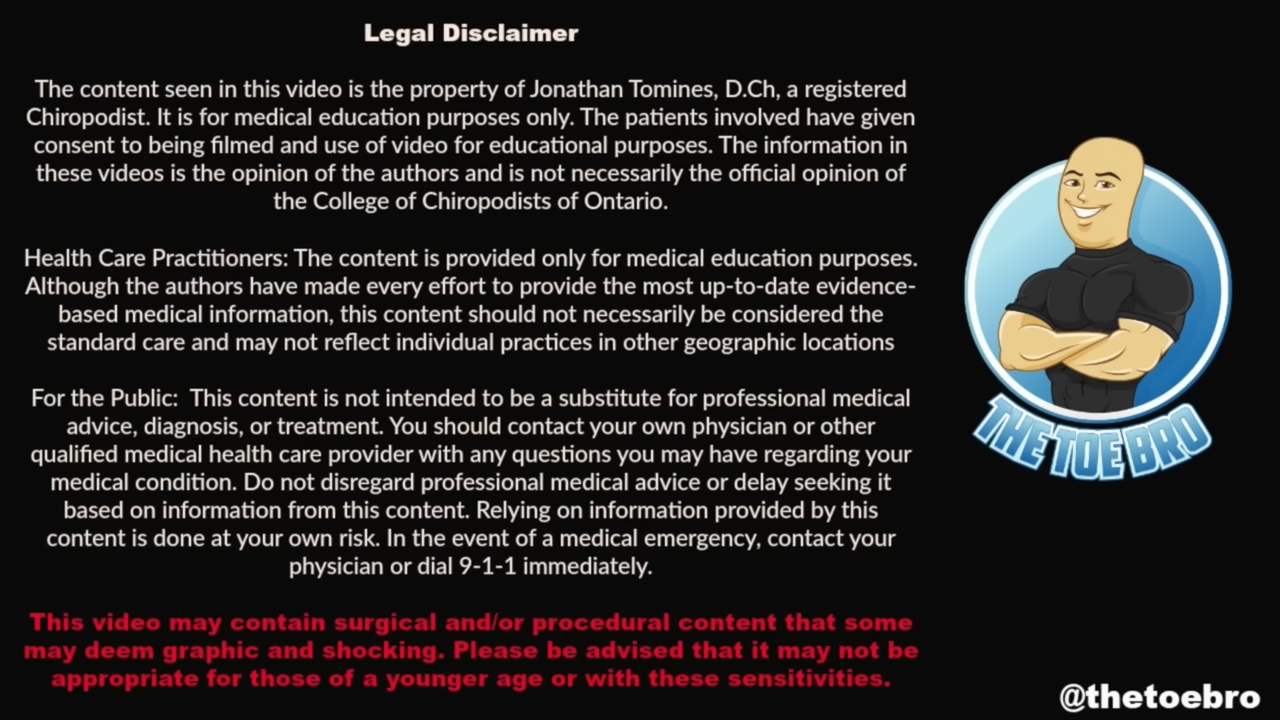 Legal Disclaimer
The content seen in this video is the property of Jonathan Tomines, D.Ch, a registered
Chiropodist. It is for medical education purposes only. The patients involved have given
consent to being filmed and use of video for educational purposes. The information in
these videos is the opinion of the authors and is not necessarily the official opinion of
the College of Chiropodists of Ontario.
Health Care Practitioners: The content is provided only for medical education purposes.
Although the authors have made every effort to provide the most up-to-date evidence-
based medical information, this content should not necessarily be considered the
standard care and may not reflect individual practices in other geographic locations
For the Public:  This content is not intended to be a substitute for professional medical
advice, diagnosis, or treatment. You should contact your own physician or other
qualified medical health care provider with any questions you may have regarding your
medical condition. Do not disregard professional medical advice or delay seeking it
based on information from this content. Relying on information provided by this
content is done at your own risk. In the event of a medical emergency, contact your
physician or dial 9-1-1 immediately.
This video may contain surgical and/or procedural content that some
may deem graphic and shocking. Please be advised that it may not be
appropriate for those of a younger age or with these sensitivities.
THE TOE BRO
@thetoebro